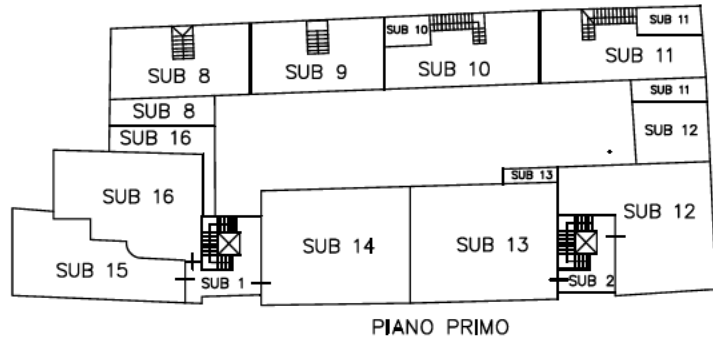 SUB 8
SUB 9
SUB 10
SUB 10
SUB 11
SUB 11
SUB 8
SUB 16
SUB 11
SUB 12
SUB 16
SUB 13
SUB 12
SUB 15
SUB 1
SUB 14
SUB 13
SUB 2
PIANO PRIMO